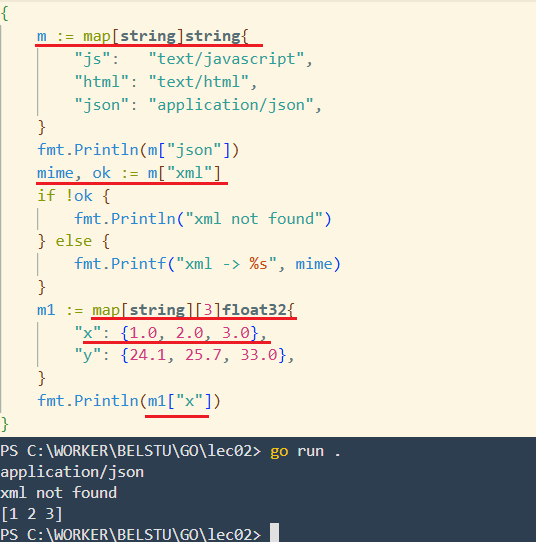 {
    m := map[string]string{
        "js":   "text/javascript",
        "html": "text/html",
        "json": "application/json",
    }
    fmt.Println(m["json"])
    mime, ok := m["xml"]
    if !ok {
        fmt.Println("xml not found")
    } else {
        fmt.Printf("xml -> %s", mime)
    }
    m1 := map[string][3]float32{
        "x": {1.0, 2.0, 3.0},
        "y": {24.1, 25.7, 33.0},
    }
    fmt.Println(m1["x"])
}
PS C:\WORKER\BELSTU\GO\lec02> go run .
application/json
xml not found
[1 2 3]
PS C:\WORKER\BELSTU\GO\lec02>